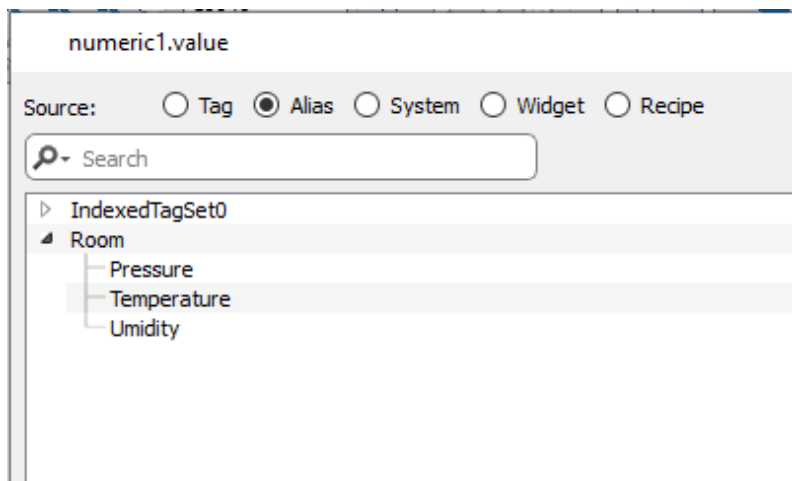 numeric1.value
Source: Tag Alias System Widget Recipe
Search
IndexedTagSet0
Room
Pressure
Temperature
Umidity